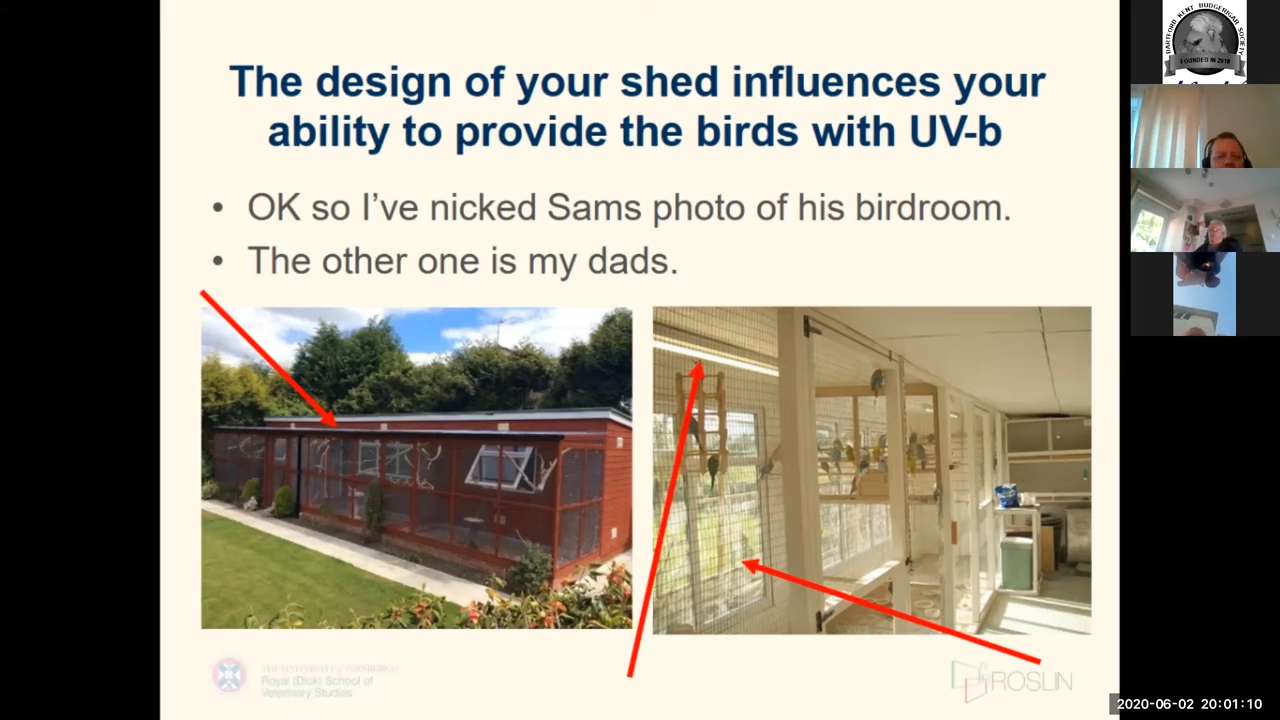 The design of your shed influences your
ability to provide the birds with UV-b
• OK so I’ve nicked Sams photo of his birdroom.
• The other one is my dads.
THE UNIVERSITY of EDINBURGH
Royal (Dick) School of
Veterinary Studies
ROSLIN
DARTFORD KENT BUDGERIGAR SOCIETY
FOUNDED IN 2010
2020-06-02 20:01:10